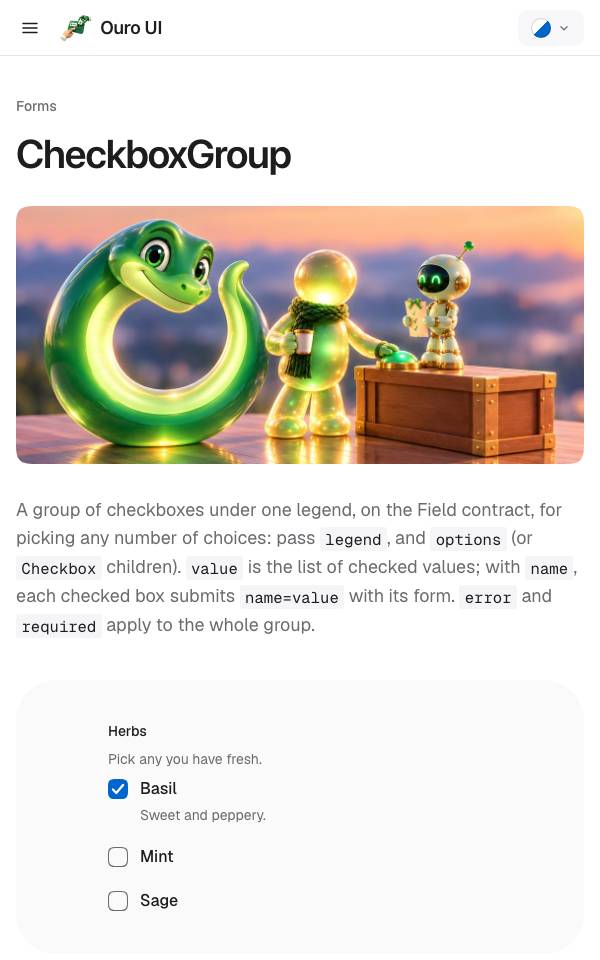 Ouro UI
Forms
CheckboxGroup
A group of checkboxes under one legend, on the Field contract, for
picking any number of choices: pass legend, and options (or
Checkbox children). value is the list of checked values; with name,
each checked box submits name=value with its form. error and
required apply to the whole group.
Herbs
Pick any you have fresh.
Basil
Sweet and peppery.
Mint
Sage